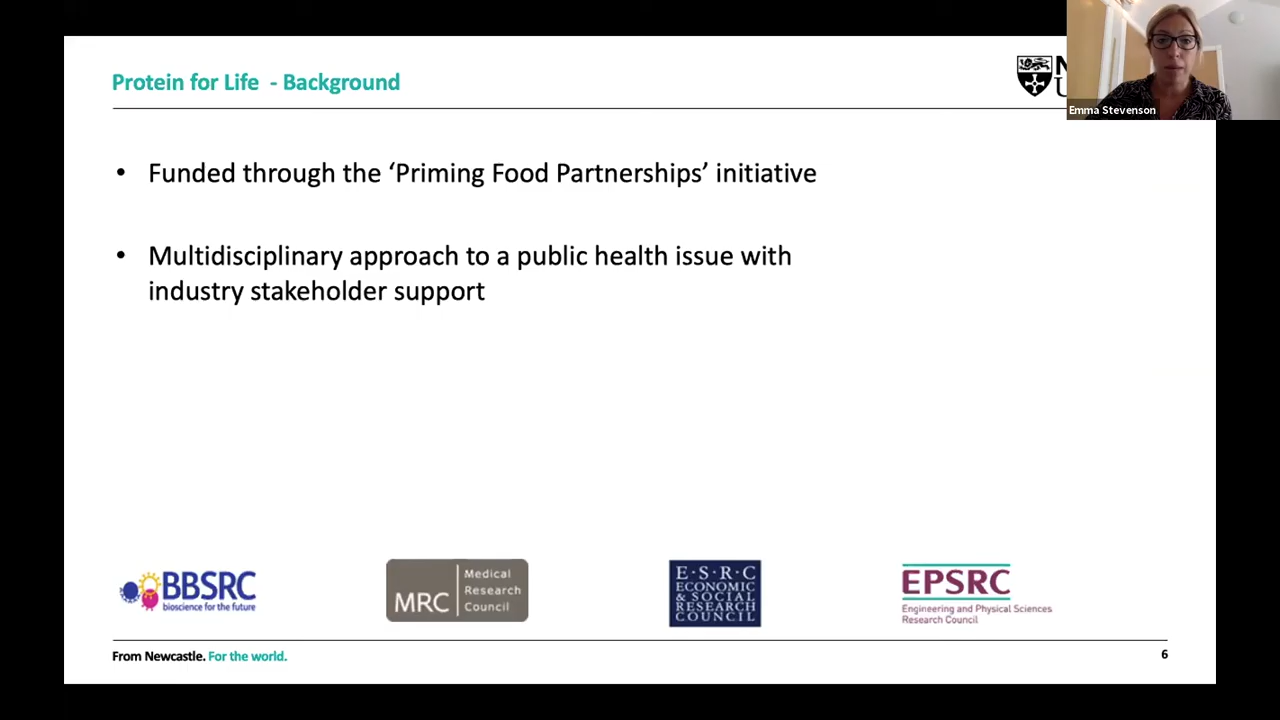 Protein for Life - Background
Emma Stevenson
• Funded through the ‘Priming Food Partnerships’ initiative
• Multidisciplinary approach to a public health issue with
industry stakeholder support
BBSRC
bioscience for the future
MRC
Medical
Research
Council
E·S·R·C
ECONOMIC
& SOCIAL
RESEARCH
COUNCIL
EPSRC
Engineering and Physical Sciences
Research Council
From Newcastle. For the world.
6